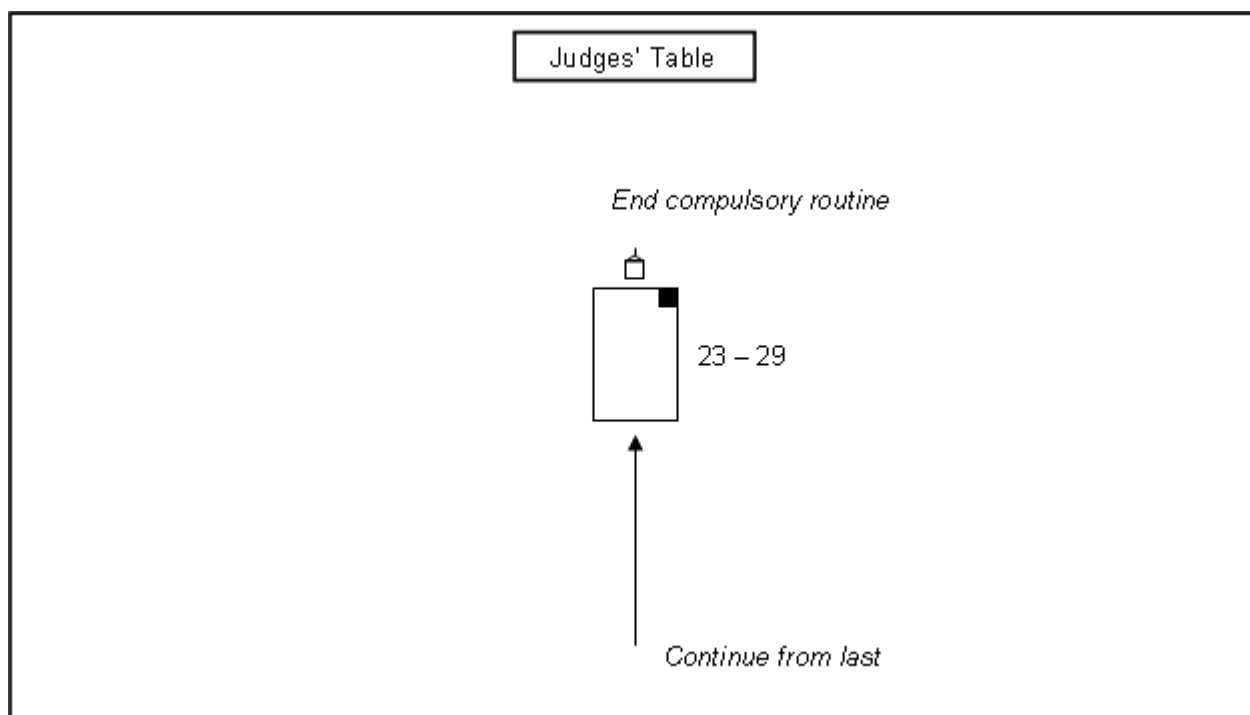 Judges' Table
End compulsory routine
23 – 29
Continue from last